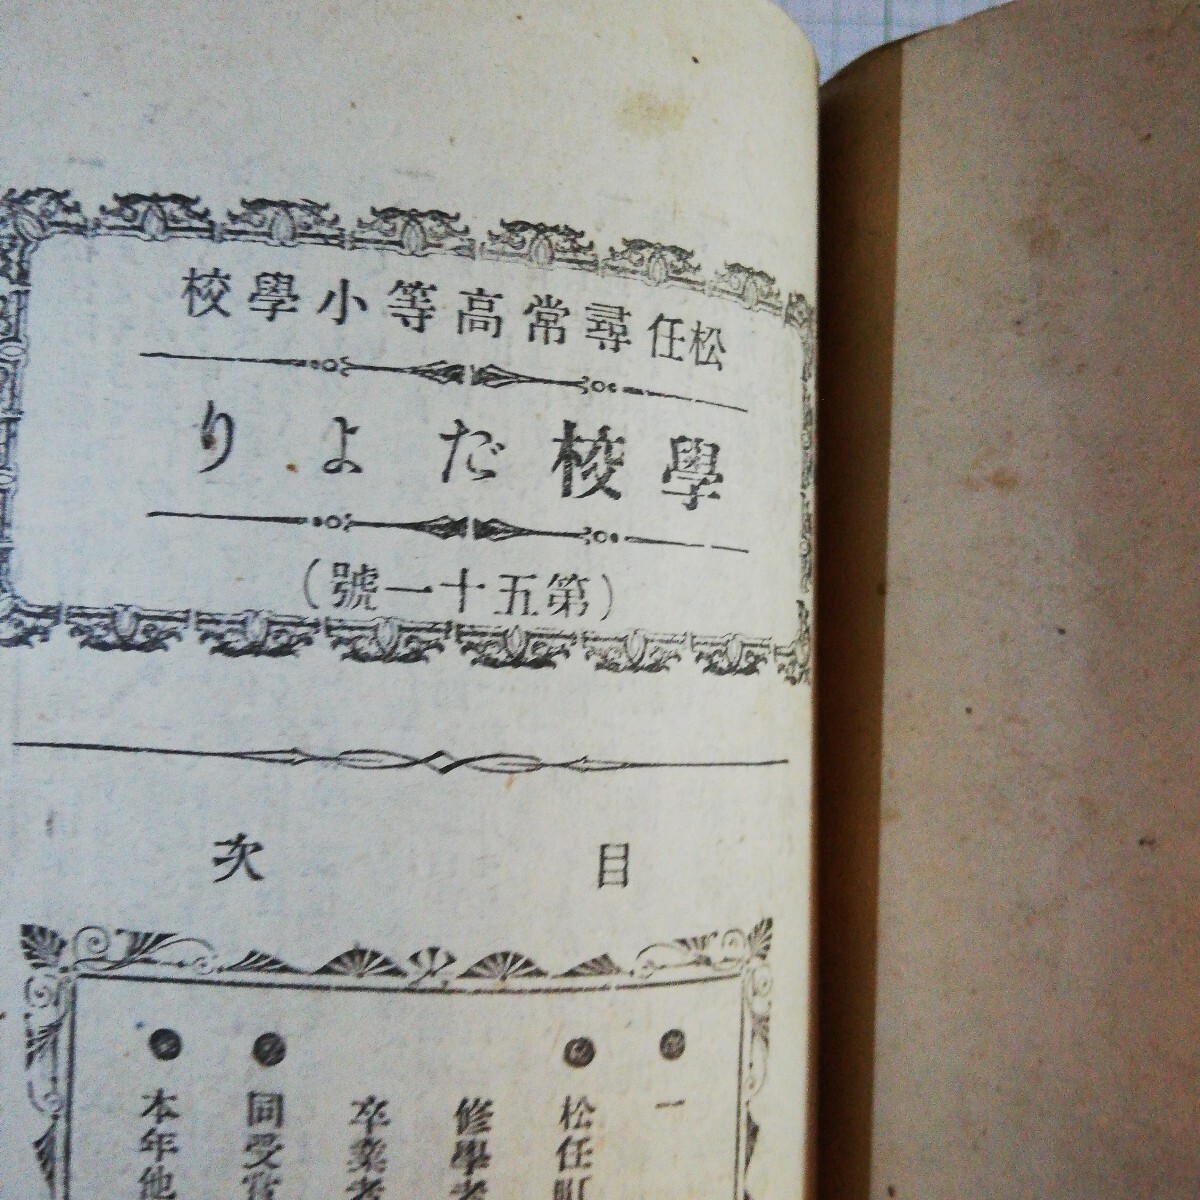 松任尋常高等小學校
學校だより
(第五十一號)
目次
一
松任町
修學者
卒業者
同受賞
本年他